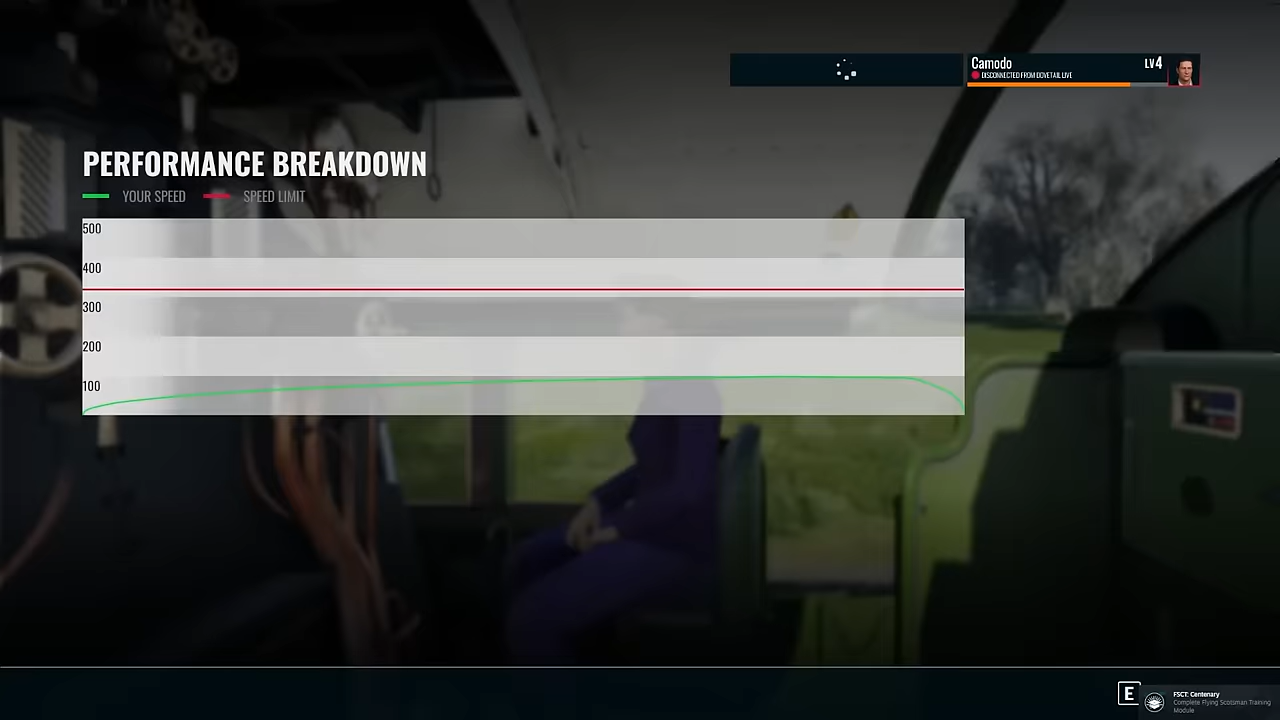 Camodo LV4
DISCONNECTED FROM DOVETAIL LIVE
PERFORMANCE BREAKDOWN
YOUR SPEED SPEED LIMIT
500
400
300
200
100
E
FSCT: Centenary
Complete Flying Scotsman Training
Module